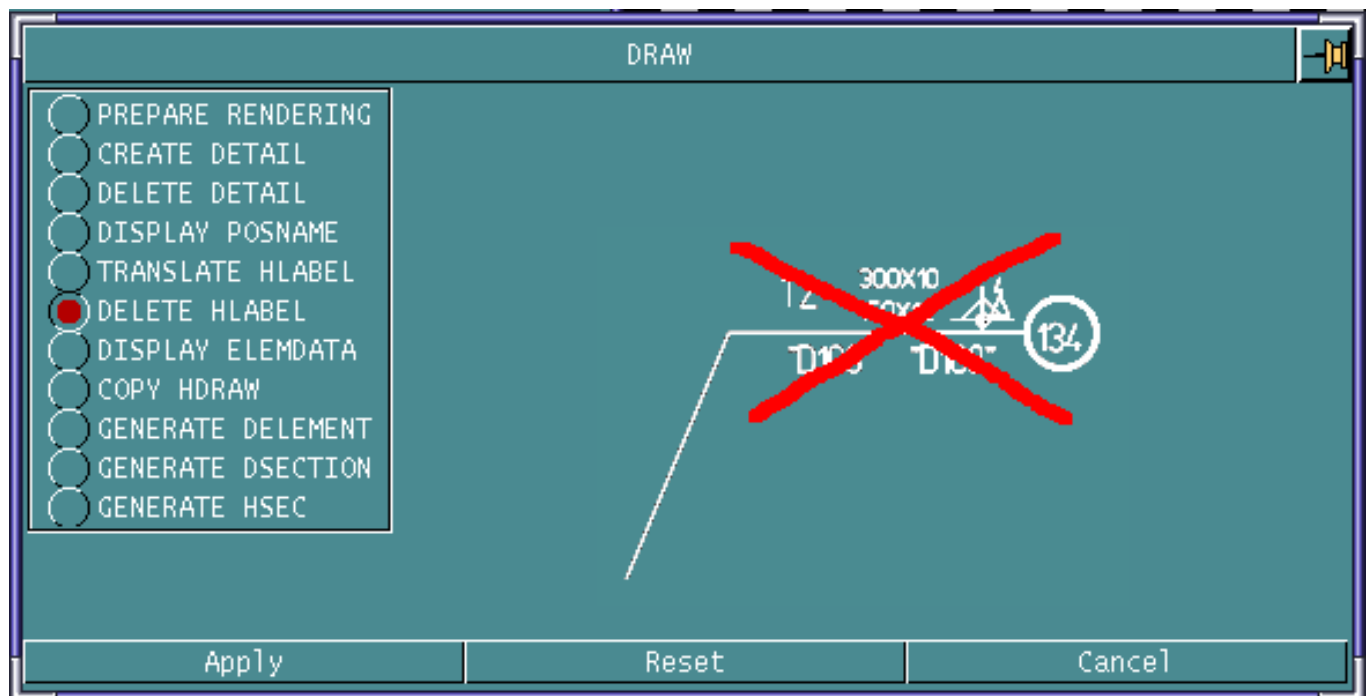 DRAW
PREPARE RENDERING
CREATE DETAIL
DELETE DETAIL
DISPLAY POSNAME
TRANSLATE HLABEL
DELETE HLABEL
DISPLAY ELEMDATA
COPY HDRAW
GENERATE DELEMENT
GENERATE DSECTION
GENERATE HSEC
300X10
134
Apply Reset Cancel